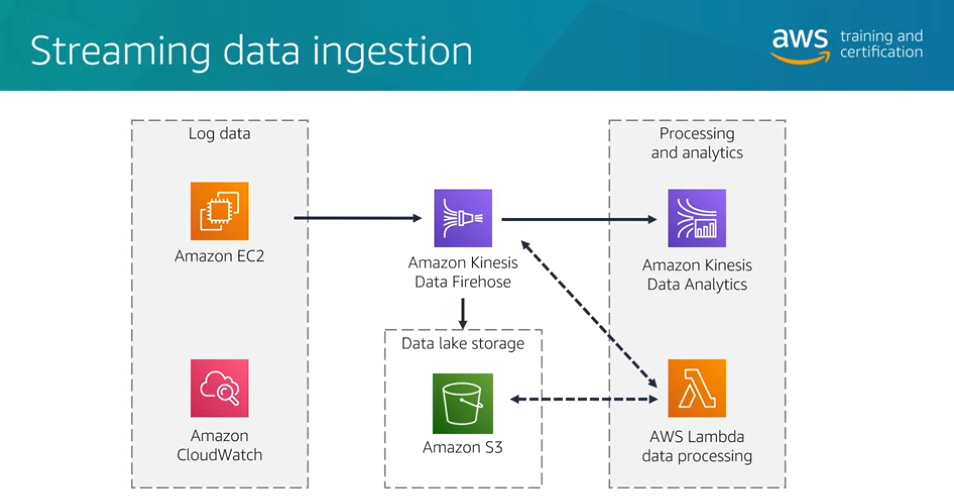 Streaming data ingestion
aws
training and
certification
Log data
Amazon EC2
Amazon
CloudWatch
Amazon Kinesis
Data Firehose
Data lake storage
Amazon S3
Processing
and analytics
Amazon Kinesis
Data Analytics
AWS Lambda
data processing